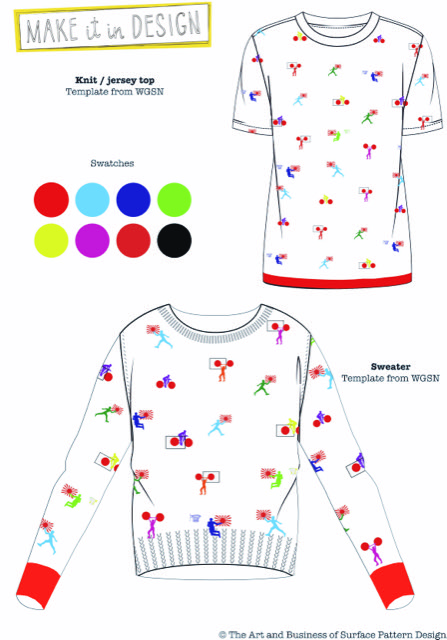 MAKE it in DESIGN
Knit / jersey top
Template from WGSN
Swatches
Sweater
Template from WGSN
© The Art and Business of Surface Pattern Design